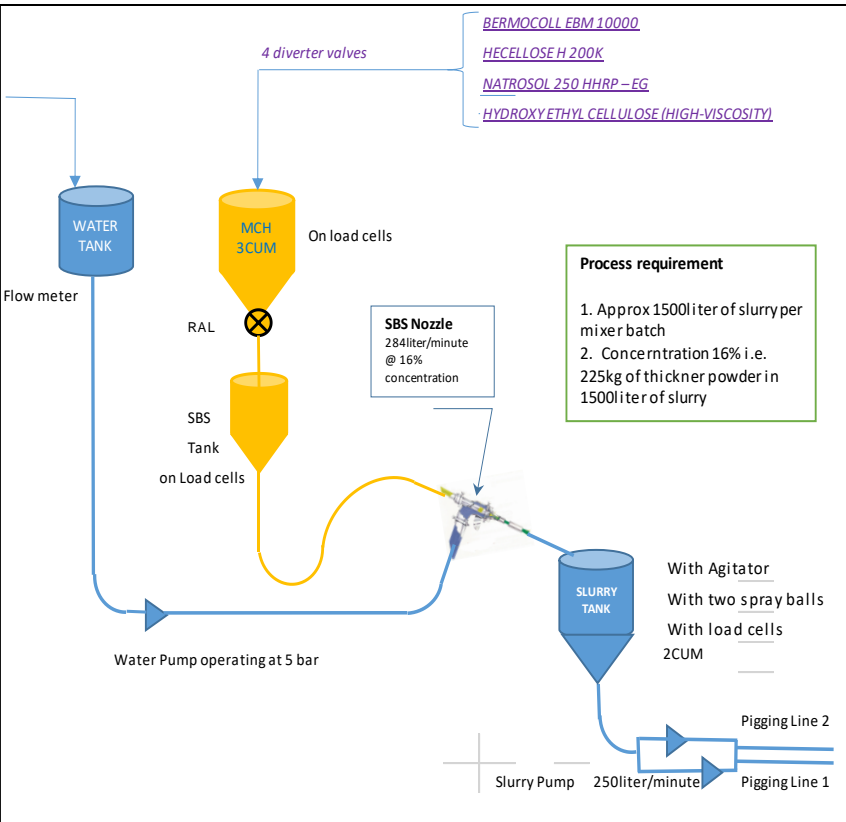 BERMOCOLL EBM 10000
4 diverter valves
HECELLOSE H 200K
NATROSOL 250 HHRP – EG
HYDROXY ETHYL CELLULOSE (HIGH-VISCOSITY)
WATER
TANK
MCH
3CUM
On load cells
Flow meter
RAL
SBS Nozzle
284liter/minute
@ 16%
concentration
Process requirement
1. Approx 1500liter of slurry per
mixer batch
2. Concerntration 16% i.e.
225kg of thickner powder in
1500liter of slurry
SBS
Tank
on Load cells
SLURRY
TANK
With Agitator
With two spray balls
With load cells
2CUM
Water Pump operating at 5 bar
Pigging Line 2
Slurry Pump 250liter/minute
Pigging Line 1